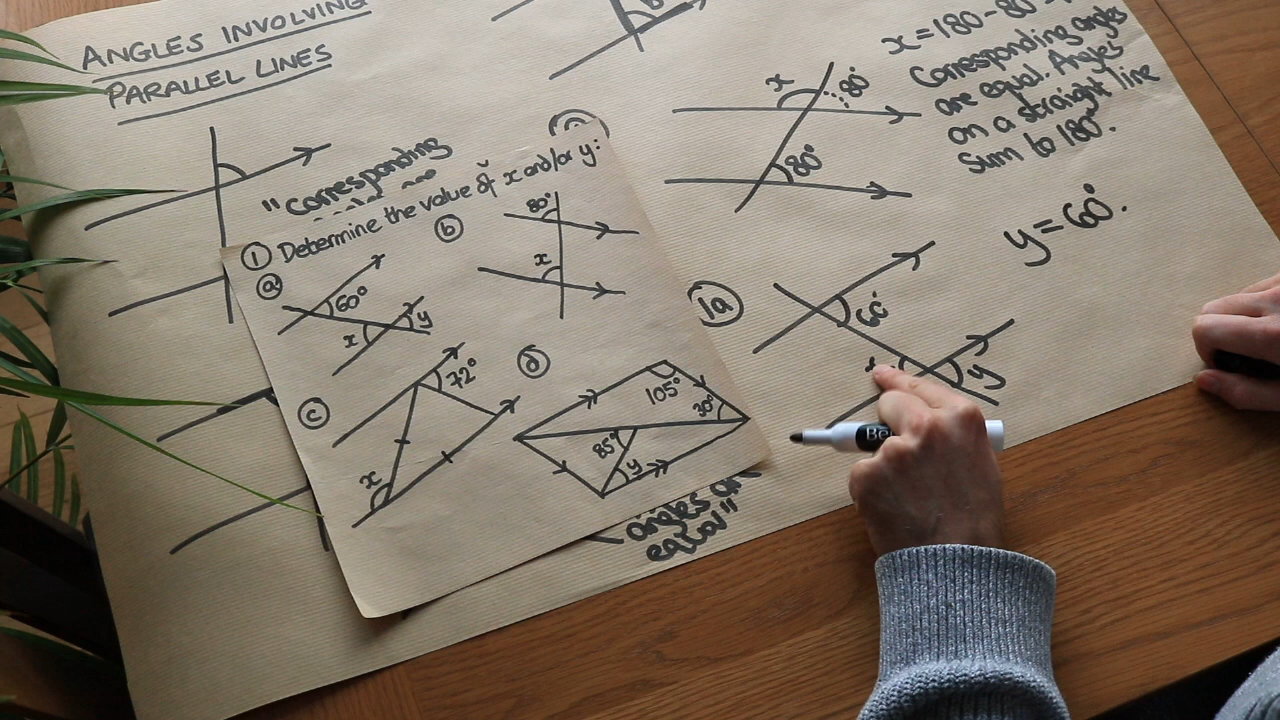 ANGLES INVOLVING
PARALLEL LINES
"Corresponding
① Determine the value of x and/or y:
ⓐ
60°
x
y
ⓑ
80°
x
ⓒ
72°
x
ⓓ
105°
30°
85°
y
angles are
equal"
x
80°
80°
x=180-80
Corresponding angles
are equal. Angles
on a straight line
sum to 180°.
y=60°.
1a
60°
y
Be